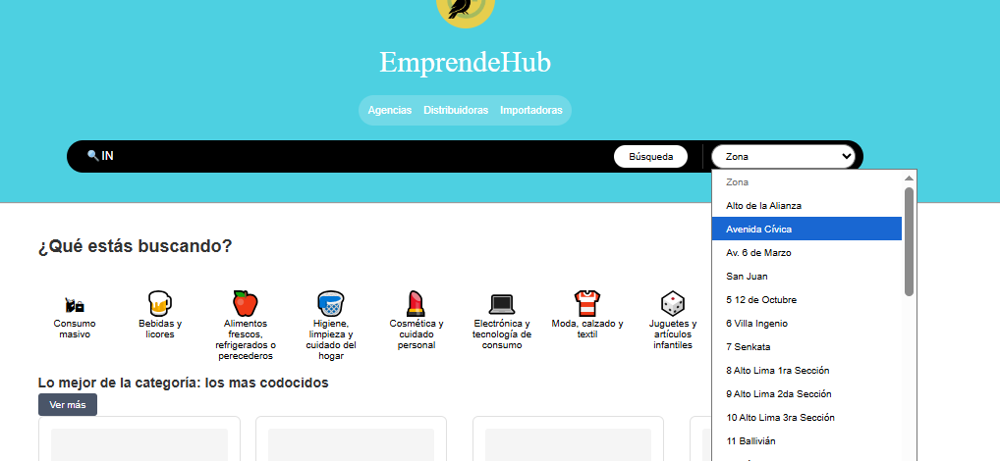 EmprendeHub
Agencias Distribuidoras Importadoras
IN Búsqueda Zona
Zona
Alto de la Alianza
Avenida Cívica
Av. 6 de Marzo
San Juan
5 12 de Octubre
6 Villa Ingenio
7 Senkata
8 Alto Lima 1ra Sección
9 Alto Lima 2da Sección
10 Alto Lima 3ra Sección
11 Ballivián
¿Qué estás buscando?
Consumo
masivo
Bebidas y
licores
Alimentos
frescos,
refrigerados o
perecederos
Higiene,
limpieza y
cuidado del
hogar
Cosmética y
cuidado
personal
Electrónica y
tecnología de
consumo
Moda, calzado y
textil
Juguetes y
artículos
infantiles
Lo mejor de la categoría: los mas codocidos
Ver más